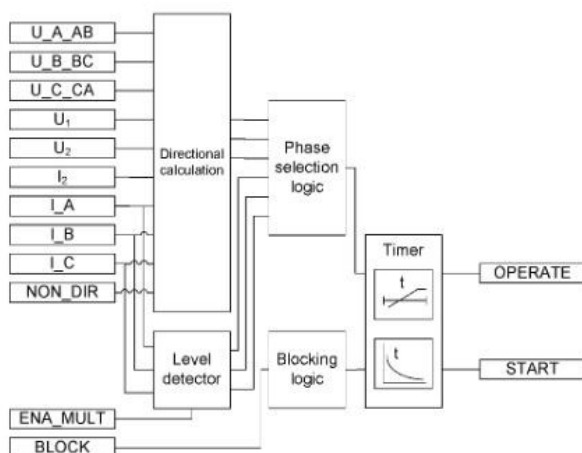 U_A_AB
U_B_BC
U_C_CA
U₁
U₂
I₂
I_A
I_B
I_C
NON_DIR
ENA_MULT
BLOCK
Directional
calculation
Level
detector
Phase
selection
logic
Blocking
logic
Timer
t
t
OPERATE
START